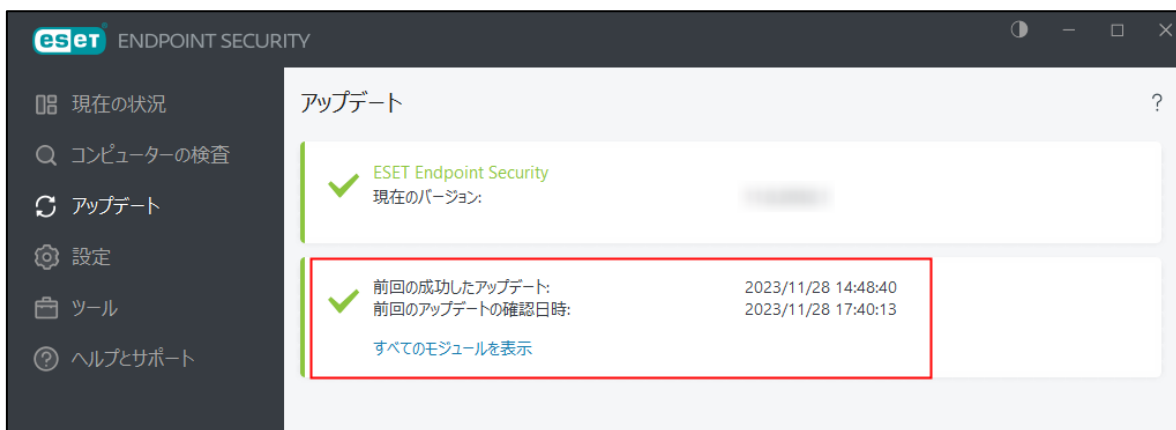 eset ENDPOINT SECURITY
現在の状況
コンピューターの検査
アップデート
設定
ツール
ヘルプとサポート
アップデート
?
ESET Endpoint Security
現在のバージョン:
前回の成功したアップデート: 2023/11/28 14:48:40
前回のアップデートの確認日時: 2023/11/28 17:40:13
すべてのモジュールを表示